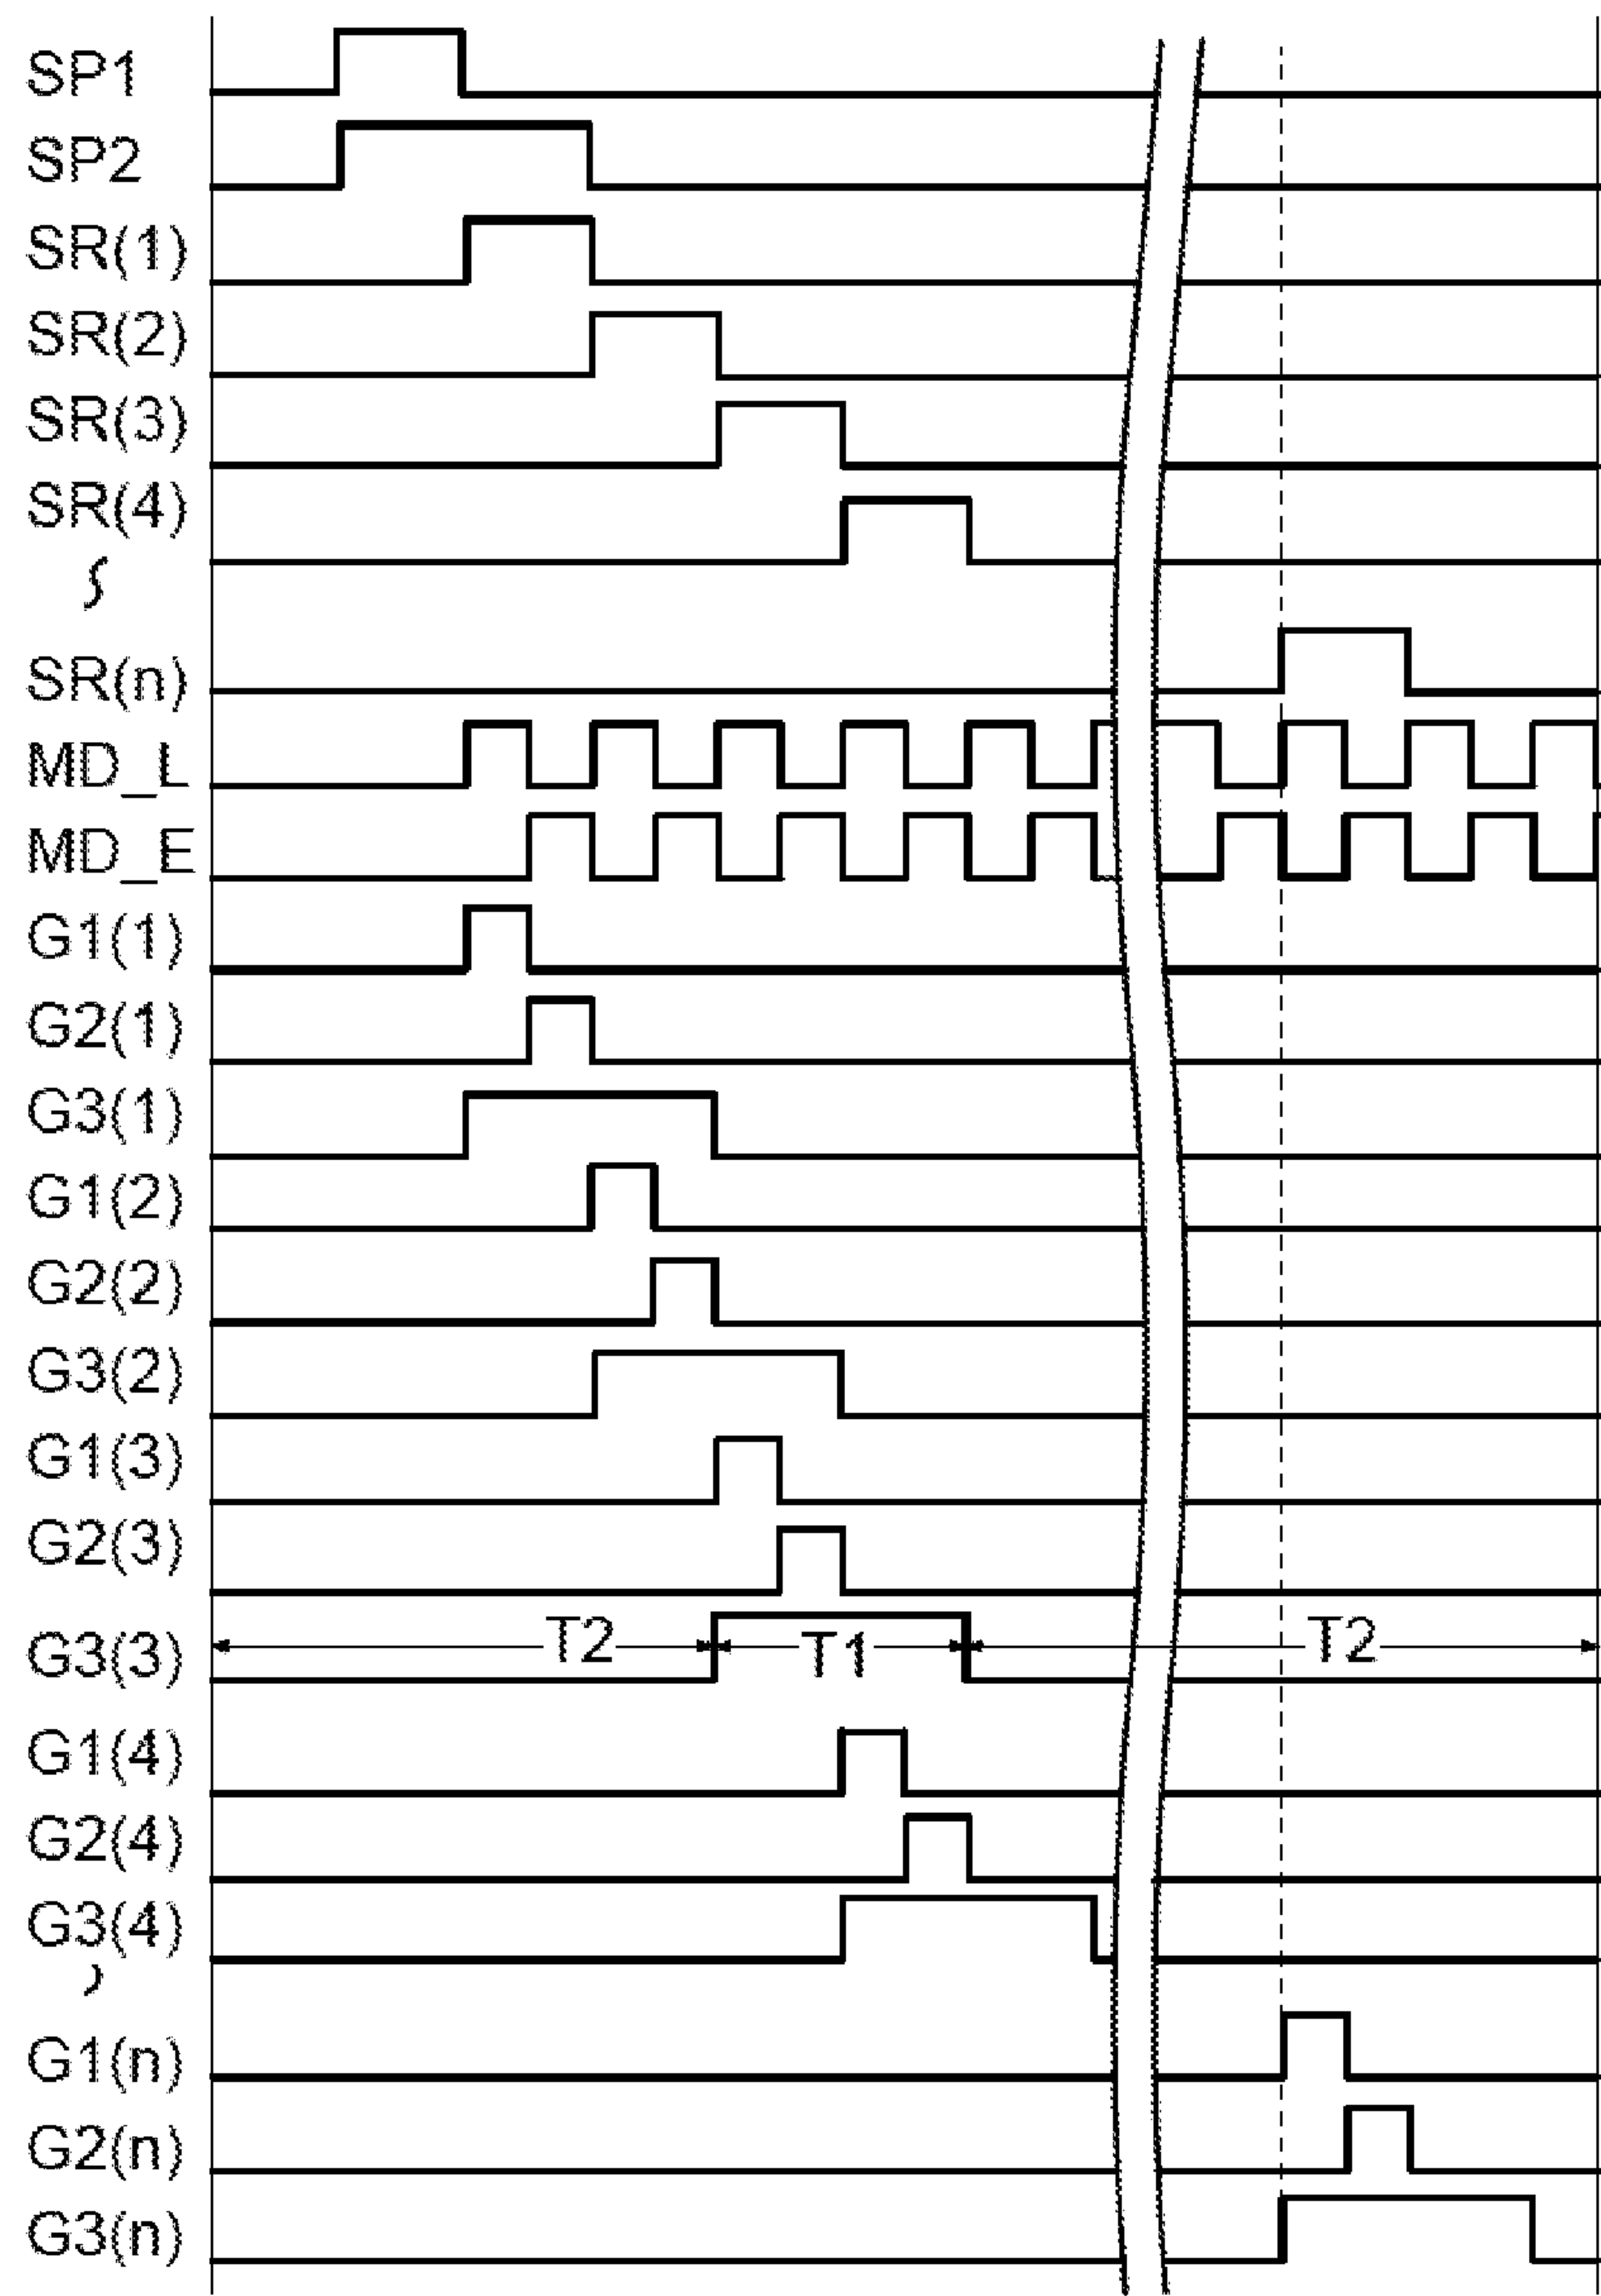 SP1
SP2
SR(1)
SR(2)
SR(3)
SR(4)
SR(n)
MD_L
MD_E
G1(1)
G2(1)
G3(1)
G1(2)
G2(2)
G3(2)
G1(3)
G2(3)
G3(3) T2 T1 T2
G1(4)
G2(4)
G3(4)
G1(n)
G2(n)
G3(n)